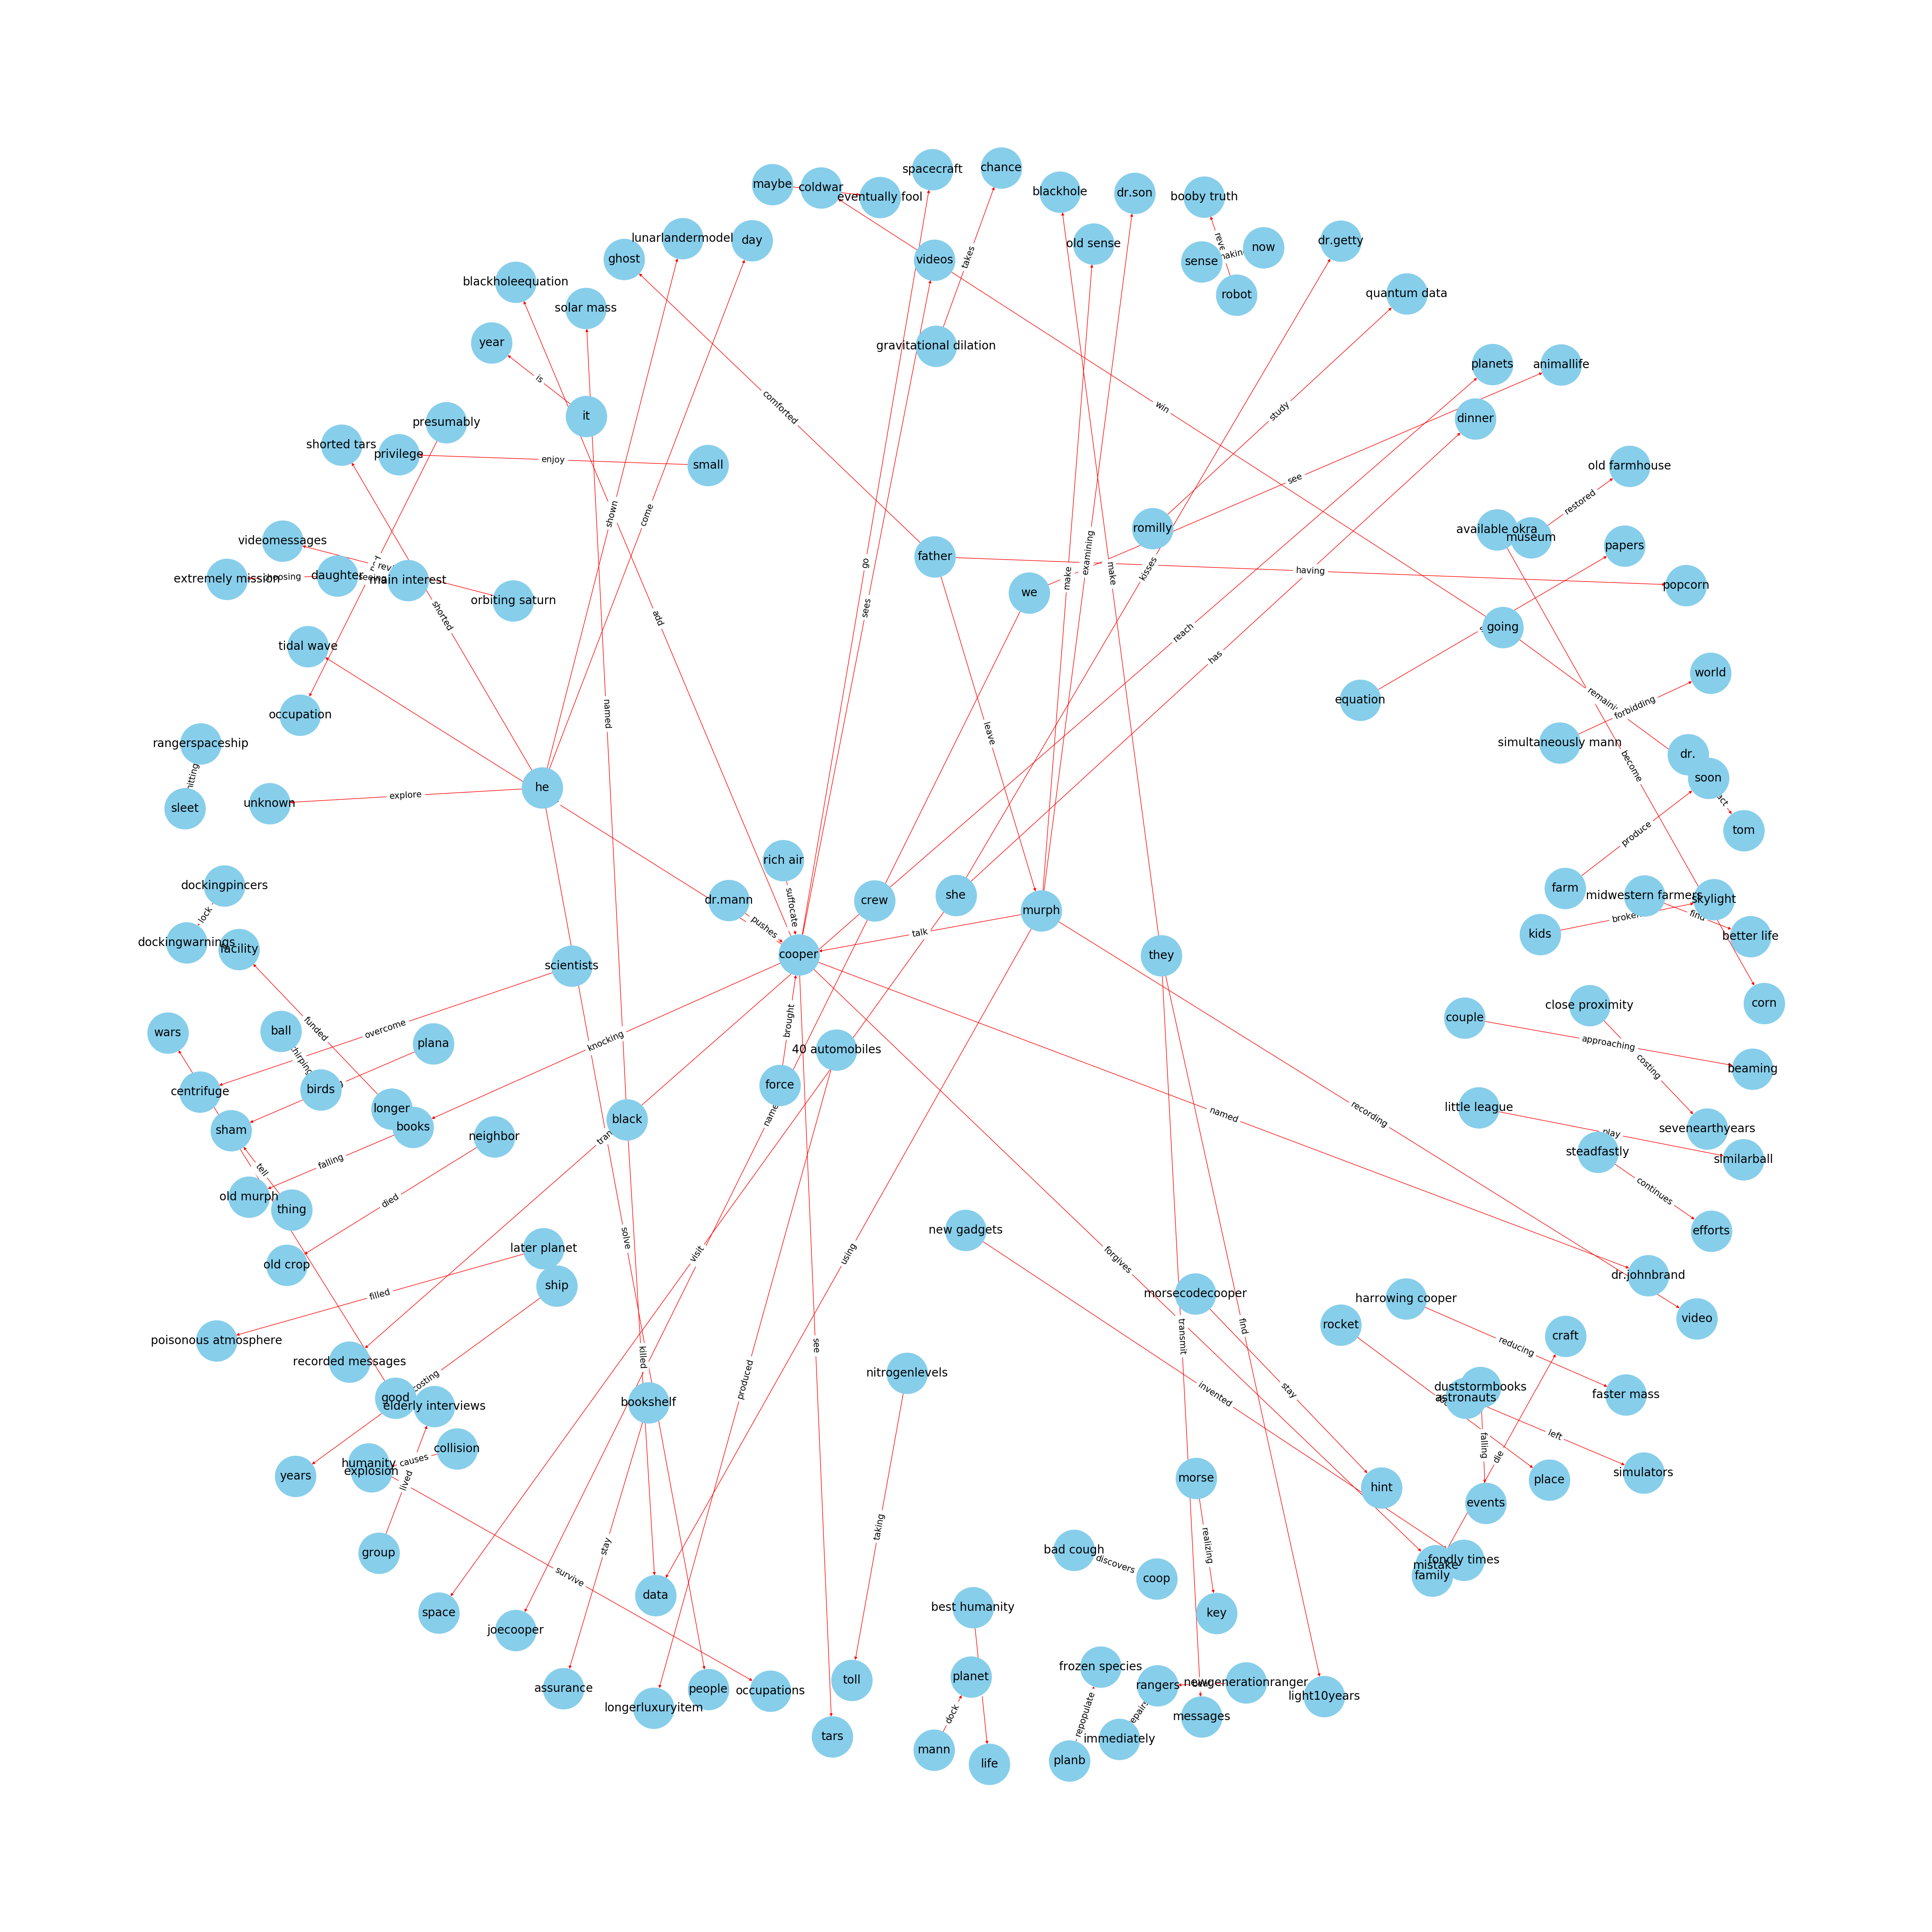 spacecraft
chance
maybe
coldwar
eventually fool
blackhole
dr.son
booby truth
lunarlandermodel
day
old sense
now
dr.getty
ghost
videos
takes
sense
blackholeequation
robot
quantum data
solar mass
year
gravitational dilation
is
planets
animallife
dinner
comforted
win
study
it
presumably
shorted tars
privilege
enjoy
small
see
old farmhouse
restored
shown
come
available okra
museum
romilly
papers
videomessages
father
go
make
examining
make
kisses
having
popcorn
extremely mission
daughter
seeing
main interest
orbiting saturn
we
shorted
add
sees
reach
going
tidal wave
has
world
equation
remaini
forbidding
occupation
named
leave
rangerspaceship
simultaneously mann
dr.
become
soon
sleet
unknown
explore
he
tom
produce
rich air
dockingpincers
suffocate
farm
midwestern farmers
skylight
dr.mann
crew
she
murph
lock
pushes
talk
kids
find
better life
dockingwarnings
facility
cooper
they
scientists
corn
close proximity
wars
ball
funded
overcome
plana
knocking
brought
40 automobiles
couple
approaching
costing
beaming
centrifuge
birds
force
longer
books
black
named
recording
little league
sham
neighbor
play
sevenearthyears
steadfastly
similarball
tell
falling
old murph
thing
died
continues
efforts
new gadgets
solve
later planet
visit
using
forgives
old crop
ship
dr.johnbrand
filled
morsecodecooper
harrowing cooper
video
poisonous atmosphere
see
transmit
find
rocket
craft
recorded messages
killed
reducing
costing
produced
nitrogenlevels
stay
invented
duststormbooks
astronauts
faster mass
good
elderly interviews
bookshelf
left
collision
causes
falling
die
humanity
explosion
years
lived
morse
hint
place
simulators
events
taking
group
stay
realizing
bad cough
discovers
coop
survive
fondly times
mistake
family
data
space
best humanity
key
joecooper
frozen species
planet
toll
assurance
people
occupations
rangers
newgenerationranger
light10years
longerluxuryitem
repopulate
dock
messages
tars
immediately
mann
planb
life